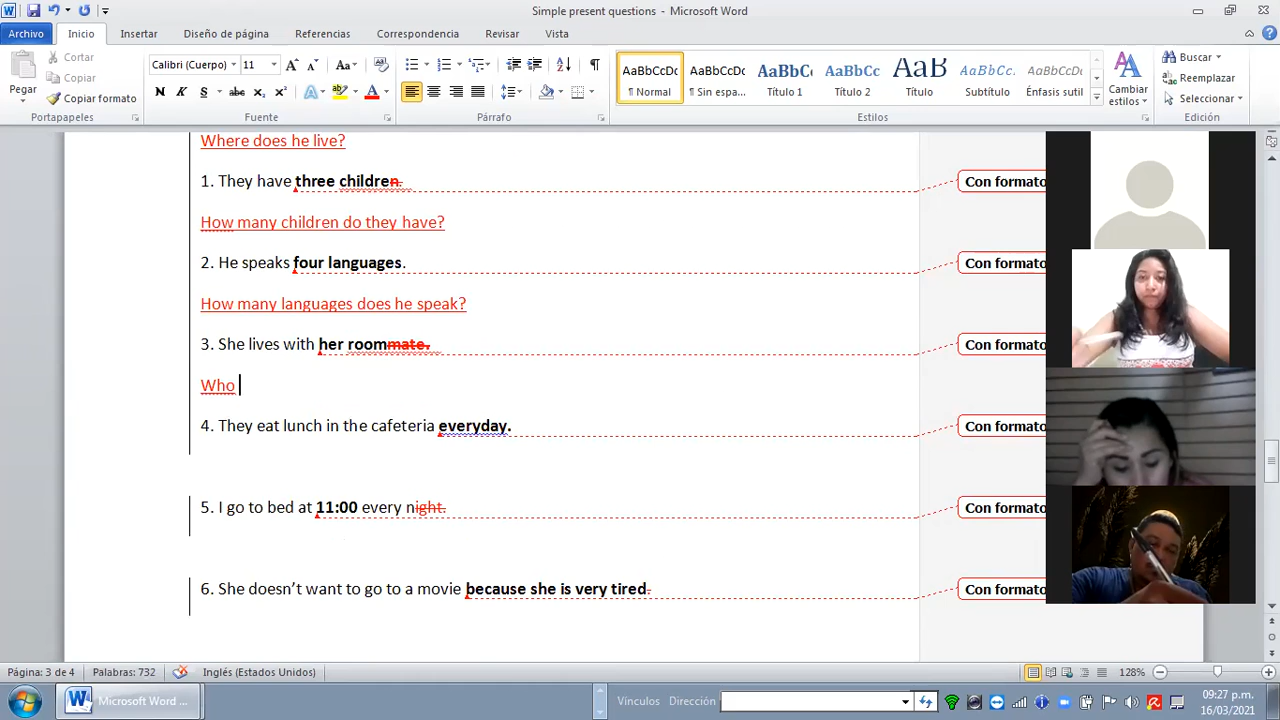 Simple present questions - Microsoft Word
Archivo Inicio Insertar Diseño de página Referencias Correspondencia Revisar Vista
Pegar Cortar Copiar Copiar formato
Calibri (Cuerpo) 11
N K S abc x₂ x² A ab A
AaBbCcDc AaBbCcDc AaBbC AaBbCc AaB AaBbCc. AaBbCcDc
¶ Normal ¶ Sin espa... Título 1 Título 2 Título Subtítulo Énfasis sutil
Cambiar estilos
Buscar Reemplazar Seleccionar
Portapapeles Fuente Párrafo Estilos Edición
Where does he live?
1. They have three children.
Con formato
How many children do they have?
2. He speaks four languages.
Con formato
How many languages does he speak?
3. She lives with her roommate.
Con formato
Who
4. They eat lunch in the cafeteria everyday.
Con formato
5. I go to bed at 11:00 every night.
Con formato
6. She doesn’t want to go to a movie because she is very tired.
Con formato
Página: 3 de 4 Palabras: 732 Inglés (Estados Unidos) 128%
Microsoft Word ... Vínculos Dirección 09:27 p.m.
16/03/2021